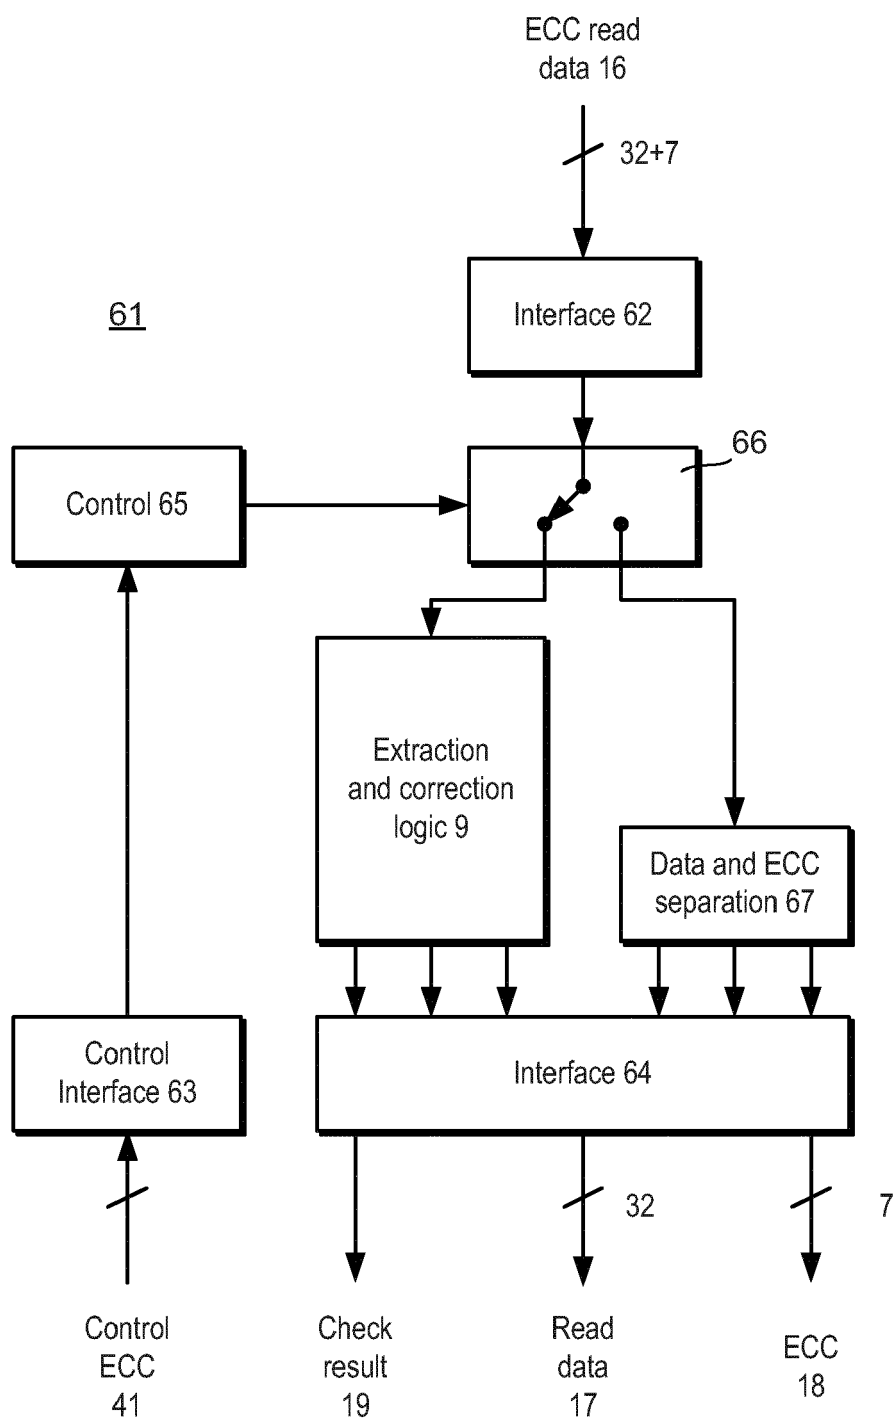 ECC read
data 16
32+7
61
Interface 62
66
Control 65
Extraction
and correction
logic 9
Data and ECC
separation 67
Control
Interface 63
Interface 64
32
7
Control
ECC
41
Check
result
19
Read
data
17
ECC
18